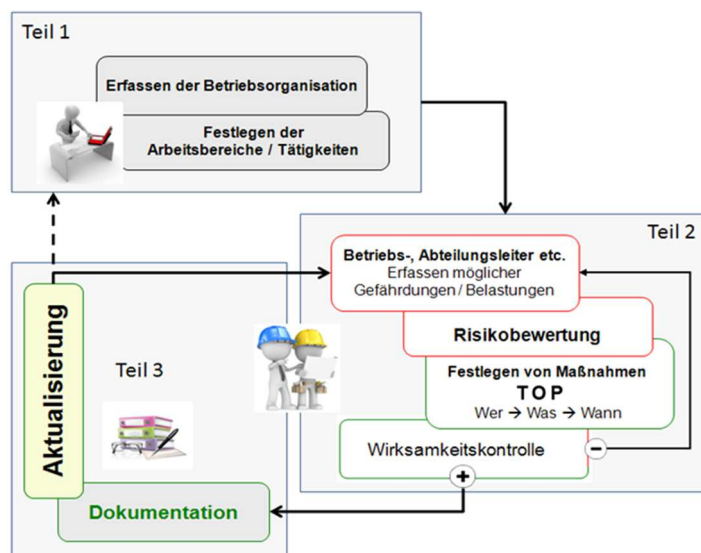 Teil 1
Erfassen der Betriebsorganisation
Festlegen der
Arbeitsbereiche / Tätigkeiten
Teil 2
Betriebs-, Abteilungsleiter etc.
Erfassen möglicher
Gefährdungen / Belastungen
Risikobewertung
Festlegen von Maßnahmen
TOP
Wer → Was → Wann
Wirksamkeitskontrolle
−
+
Teil 3
Aktualisierung
Dokumentation